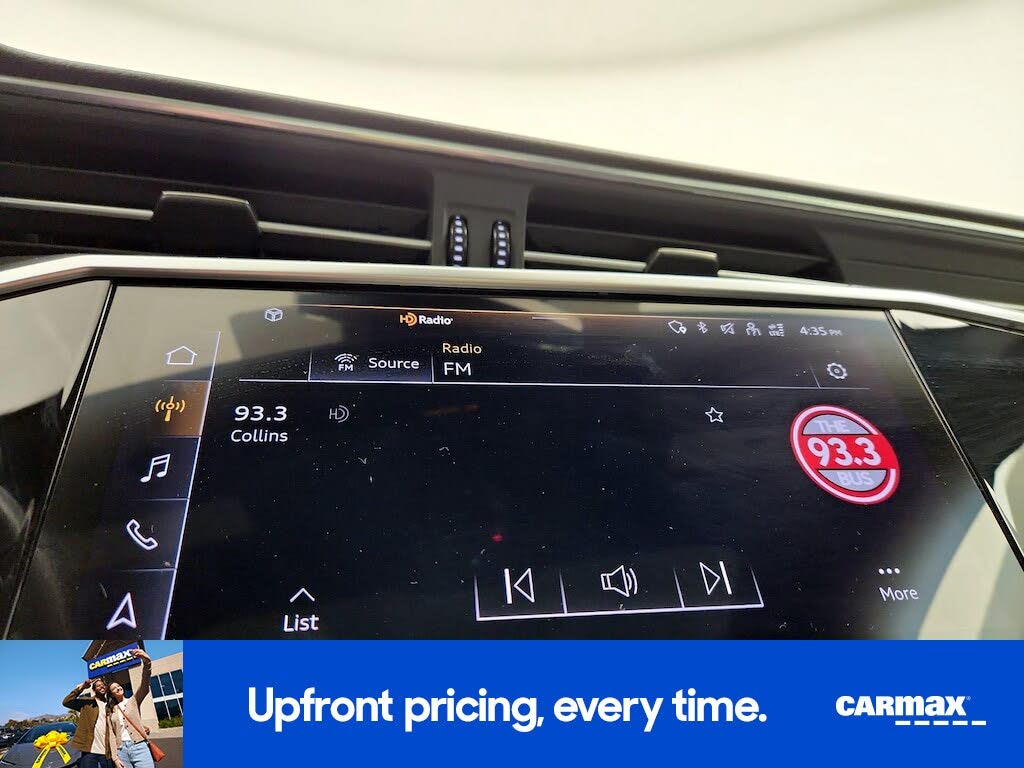 HD Radio
4:35 PM
FM
Source
Radio
FM
93.3
HD
Collins
THE
93.3
BUS
List
More
CARMAX
Upfront pricing, every time.
CARMAX